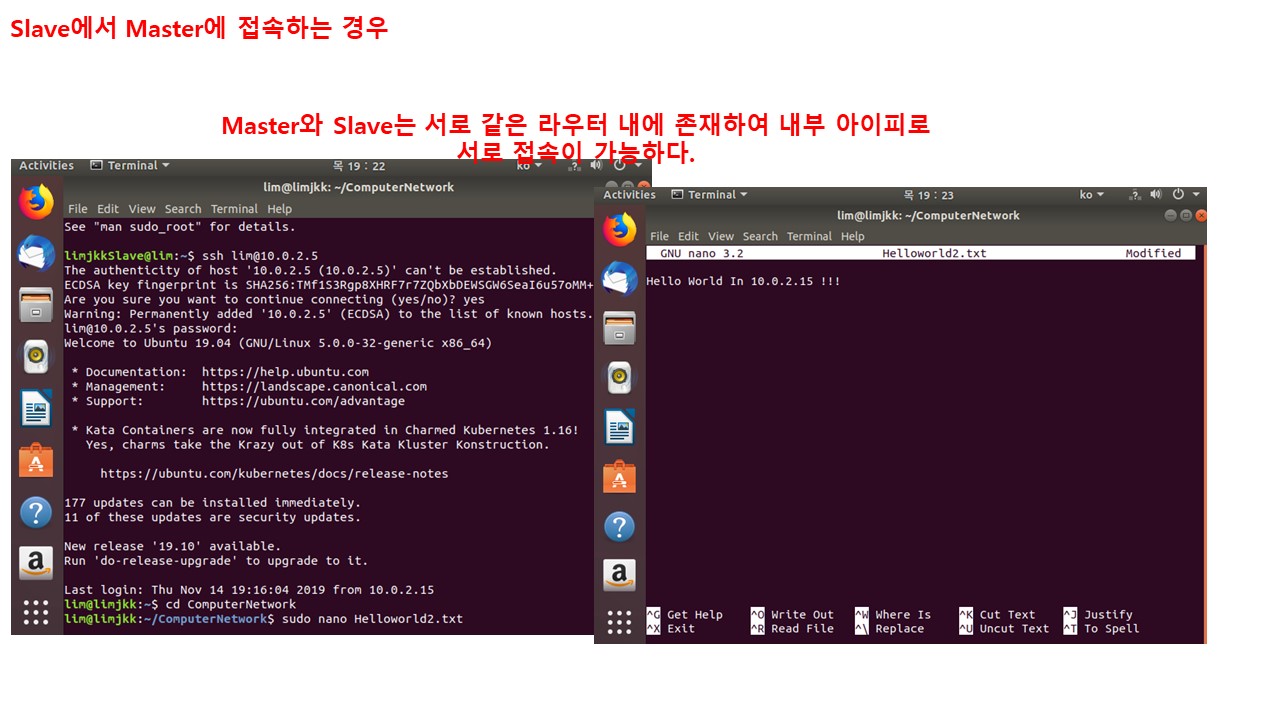 Slave에서 Master에 접속하는 경우
Master와 Slave는 서로 같은 라우터 내에 존재하여 내부 아이피로
서로 접속이 가능하다.
Activities Terminal 목 19 : 22 ko
lim@limjkk: ~/ComputerNetwork
File Edit View Search Terminal Help
See "man sudo_root" for details.
limjkkSlave@lim:~$ ssh lim@10.0.2.5
The authenticity of host '10.0.2.5 (10.0.2.5)' can't be established.
ECDSA key fingerprint is SHA256:TMf1S3Rgp8XHRF7r7ZQbXbDEWSGW6SeaI6u57oMM+
Are you sure you want to continue connecting (yes/no)? yes
Warning: Permanently added '10.0.2.5' (ECDSA) to the list of known hosts.
lim@10.0.2.5's password:
Welcome to Ubuntu 19.04 (GNU/Linux 5.0.0-32-generic x86_64)
* Documentation: https://help.ubuntu.com
* Management: https://landscape.canonical.com
* Support: https://ubuntu.com/advantage
* Kata Containers are now fully integrated in Charmed Kubernetes 1.16!
Yes, charms take the Krazy out of K8s Kata Kluster Konstruction.
https://ubuntu.com/kubernetes/docs/release-notes
177 updates can be installed immediately.
11 of these updates are security updates.
New release '19.10' available.
Run 'do-release-upgrade' to upgrade to it.
Last login: Thu Nov 14 19:16:04 2019 from 10.0.2.15
lim@limjkk:~$ cd ComputerNetwork
lim@limjkk:~/ComputerNetwork$ sudo nano Helloworld2.txt
Activities Terminal 목 19 : 23 ko
lim@limjkk: ~/ComputerNetwork
File Edit View Search Terminal Help
GNU nano 3.2 Helloworld2.txt Modified
Hello World In 10.0.2.15 !!!
^G Get Help ^O Write Out ^W Where Is ^K Cut Text ^J Justify
^X Exit ^R Read File ^\ Replace ^U Uncut Text ^T To Spell